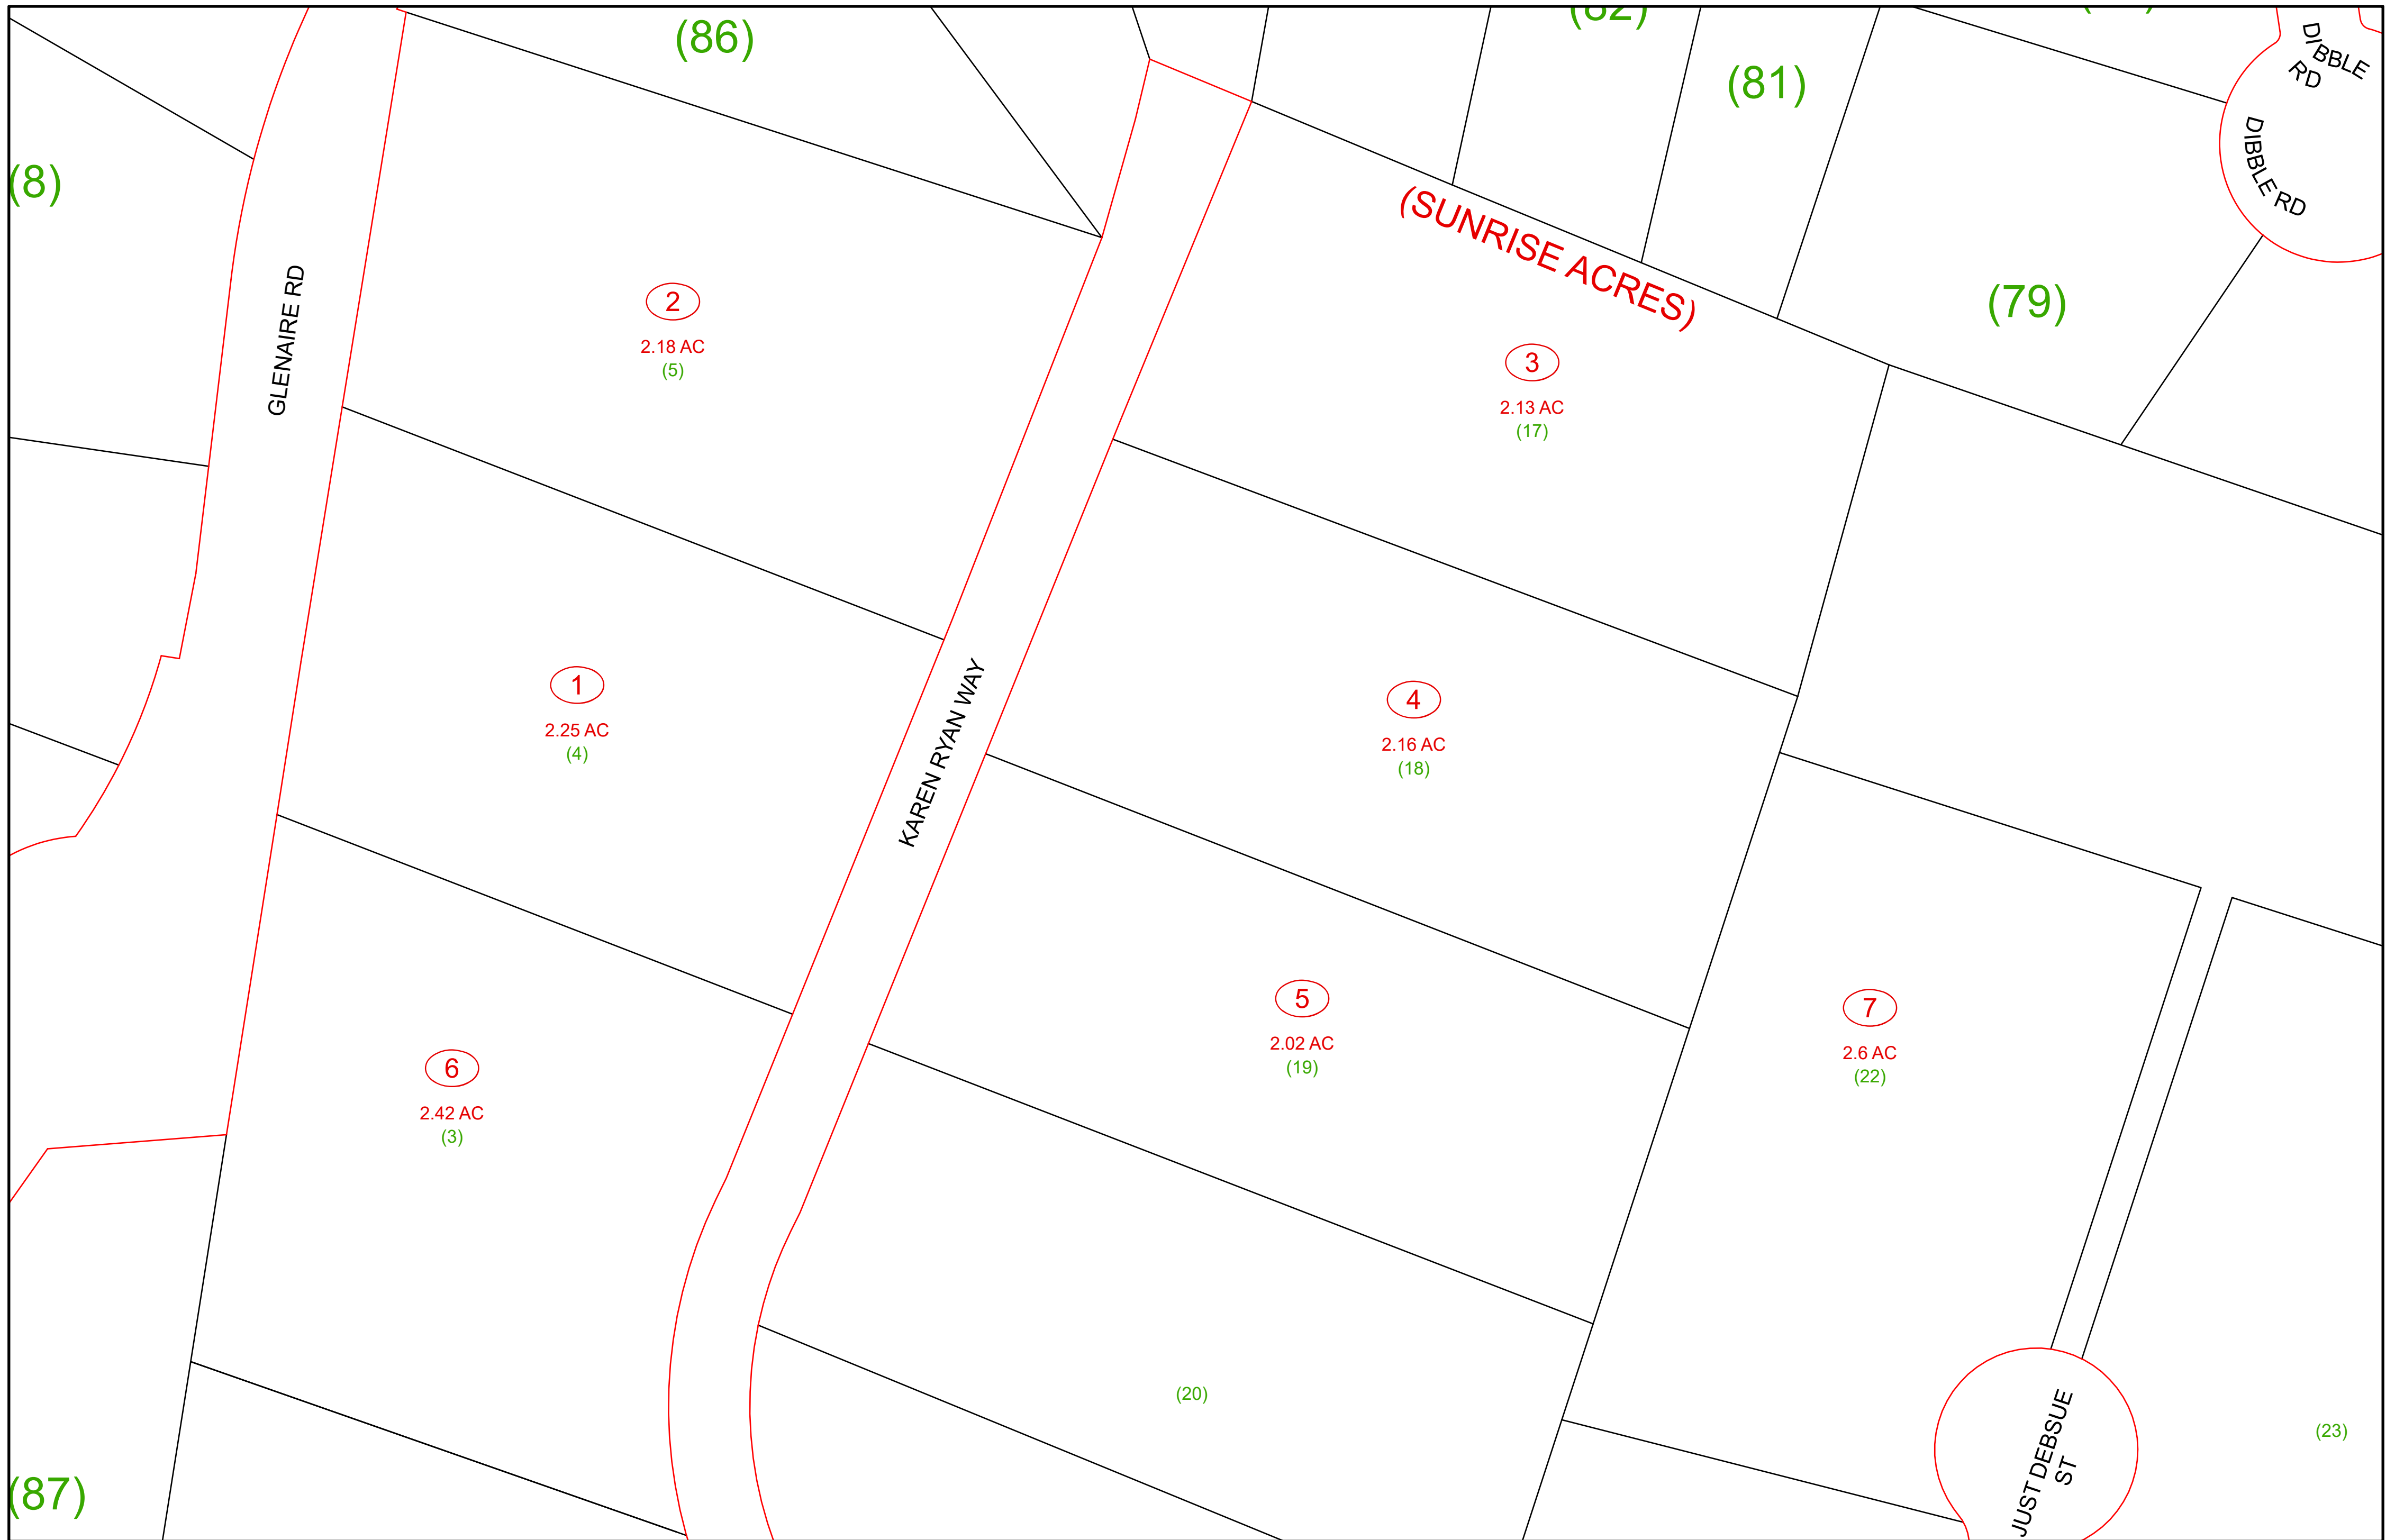 (86)
(82)
(81)
DIBBLE
RD
DIBBLE RD
(8)
(SUNRISE ACRES)
GLENAIRE RD
2
2.18 AC
(5)
(79)
3
2.13 AC
(17)
1
2.25 AC
(4)
KAREN RYAN WAY
4
2.16 AC
(18)
5
2.02 AC
(19)
7
2.6 AC
(22)
6
2.42 AC
(3)
(20)
JUST DEBSUE
ST
(23)
(87)